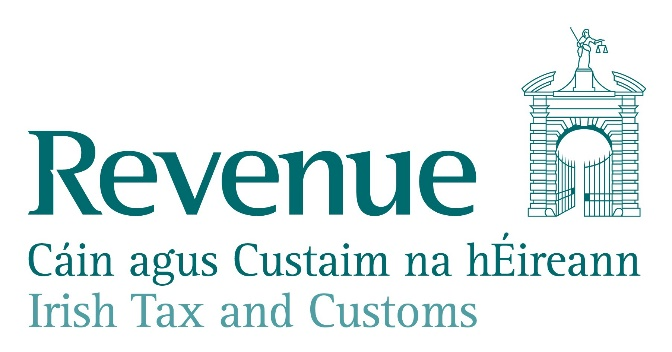 Revenue
Cáin agus Custaim na hÉireann
Irish Tax and Customs